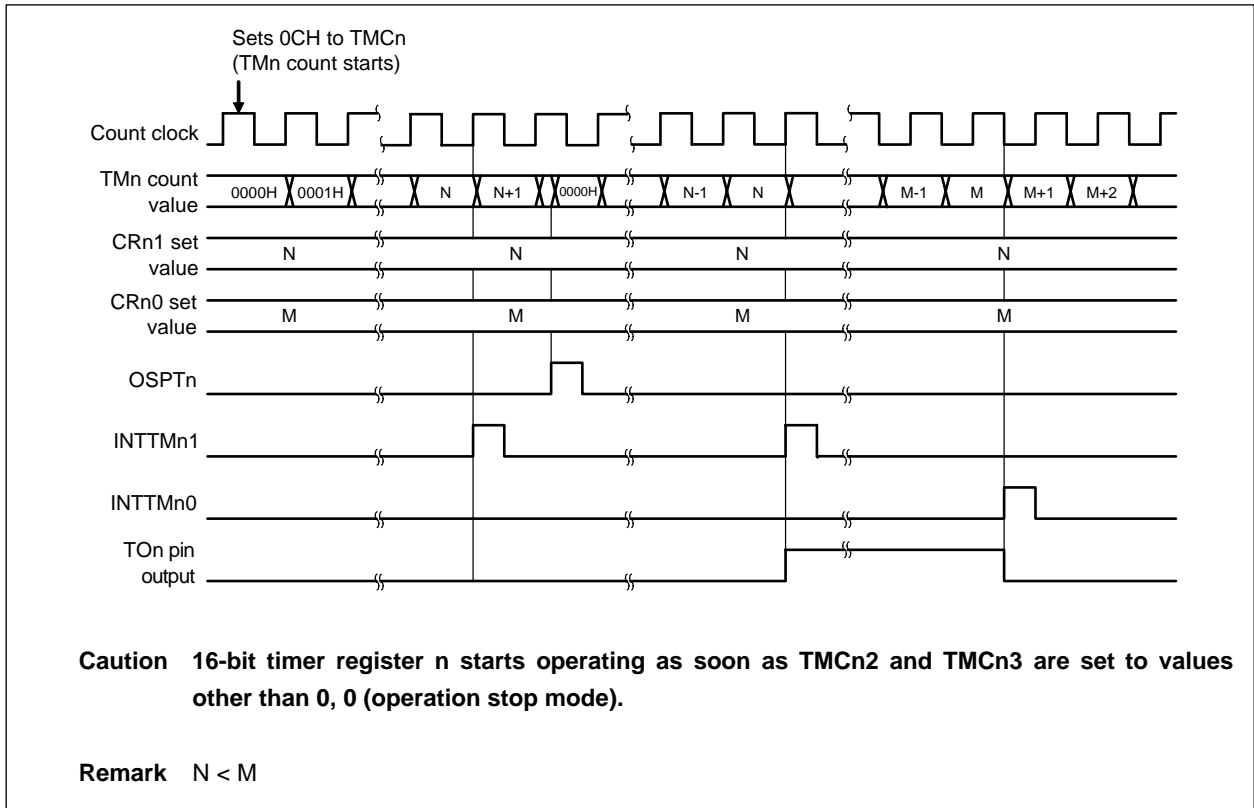 Sets 0CH to TMCn
(TMn count starts)
Count clock
TMn count
value
0000H 0001H N N+1 0000H N-1 N M-1 M M+1 M+2
CRn1 set
value
N N N N
CRn0 set
value
M M M M
OSPTn
INTTMn1
INTTMn0
TOn pin
output
Caution 16-bit timer register n starts operating as soon as TMCn2 and TMCn3 are set to values
other than 0, 0 (operation stop mode).
Remark N < M